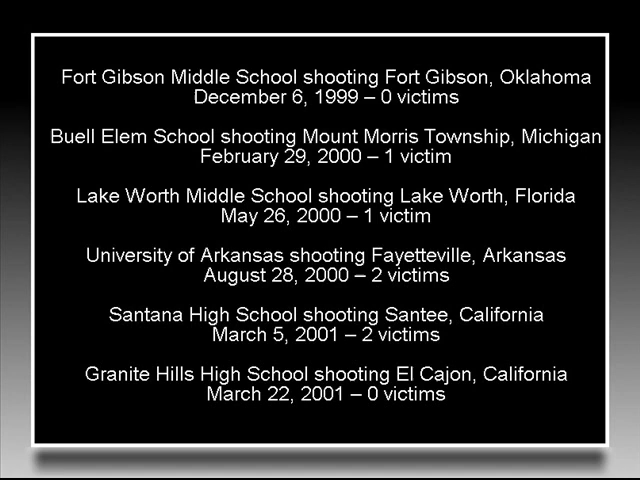 Fort Gibson Middle School shooting Fort Gibson, Oklahoma
December 6, 1999 – 0 victims
Buell Elem School shooting Mount Morris Township, Michigan
February 29, 2000 – 1 victim
Lake Worth Middle School shooting Lake Worth, Florida
May 26, 2000 – 1 victim
University of Arkansas shooting Fayetteville, Arkansas
August 28, 2000 – 2 victims
Santana High School shooting Santee, California
March 5, 2001 – 2 victims
Granite Hills High School shooting El Cajon, California
March 22, 2001 – 0 victims